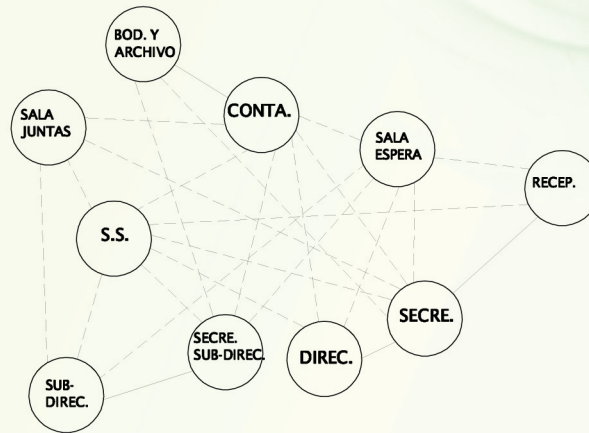 BOD. Y
ARCHIVO
CONTA.
SALA
JUNTAS
SALA
ESPERA
RECEP.
S.S.
SECRE.
SECRE.
SUB-DIREC.
DIREC.
SUB-
DIREC.